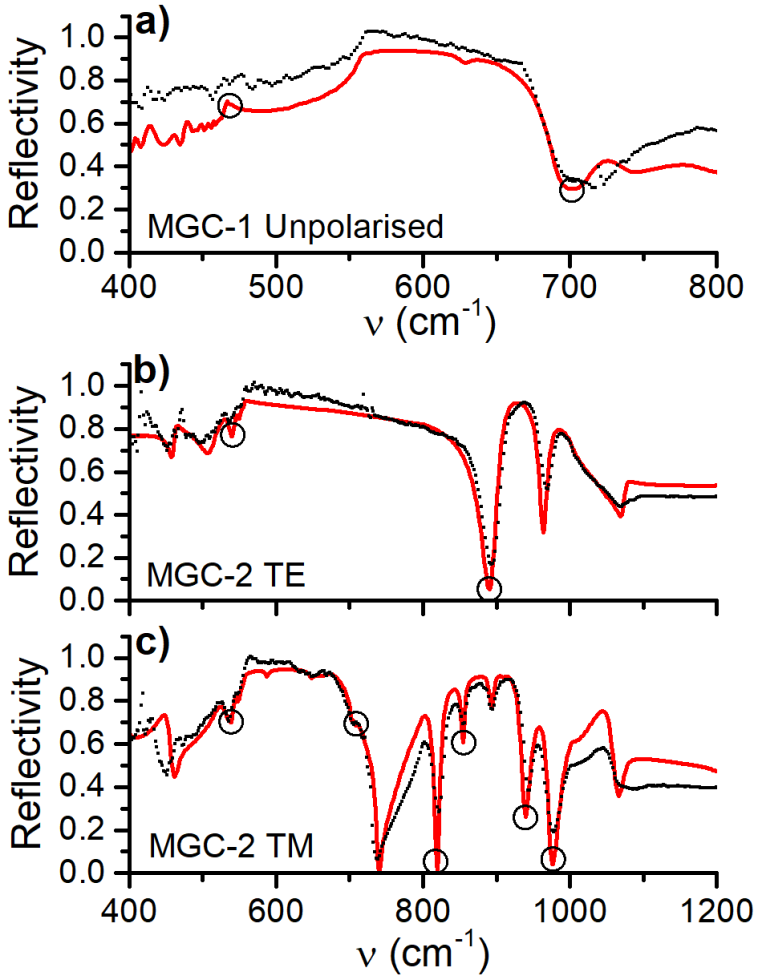 a)
Reflectivity
1.0
0.8
0.6
0.4
0.2
0.0
MGC-1 Unpolarised
400 500 600 700 800
ν (cm-1)
b)
Reflectivity
1.0
0.8
0.6
0.4
0.2
0.0
MGC-2 TE
c)
Reflectivity
1.0
0.8
0.6
0.4
0.2
0.0
MGC-2 TM
400 600 800 1000 1200
ν (cm-1)